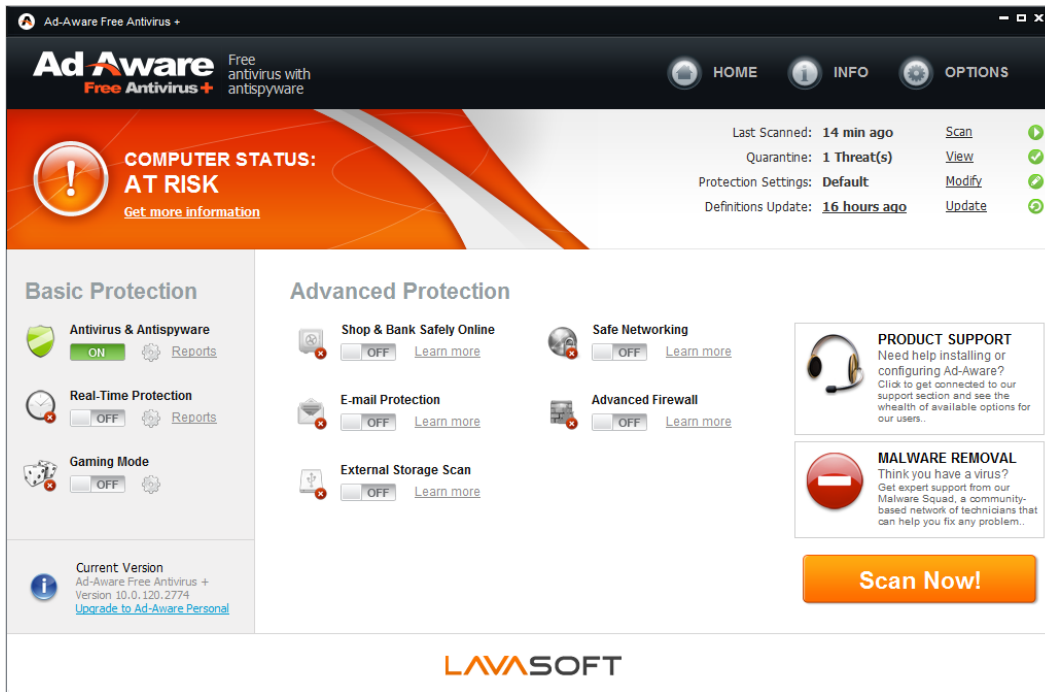 Ad-Aware Free Antivirus +
Ad-Aware
Free Antivirus+
Free
antivirus with
antispyware
HOME
INFO
OPTIONS
COMPUTER STATUS:
AT RISK
Get more information
Last Scanned: 14 min ago Scan
Quarantine: 1 Threat(s) View
Protection Settings: Default Modify
Definitions Update: 16 hours ago Update
Basic Protection
Antivirus & Antispyware
ON Reports
Real-Time Protection
OFF Reports
Gaming Mode
OFF
Current Version
Ad-Aware Free Antivirus +
Version 10.0.120.2774
Upgrade to Ad-Aware Personal
Advanced Protection
Shop & Bank Safely Online
OFF Learn more
Safe Networking
OFF Learn more
E-mail Protection
OFF Learn more
Advanced Firewall
OFF Learn more
External Storage Scan
OFF Learn more
PRODUCT SUPPORT
Need help installing or
configuring Ad-Aware?
Click to get connected to our
support section and see the
whealth of available options for
our users..
MALWARE REMOVAL
Think you have a virus?
Get expert support from our
Malware Squad, a community-
based network of technicians that
can help you fix any problem..
Scan Now!
LAVASOFT